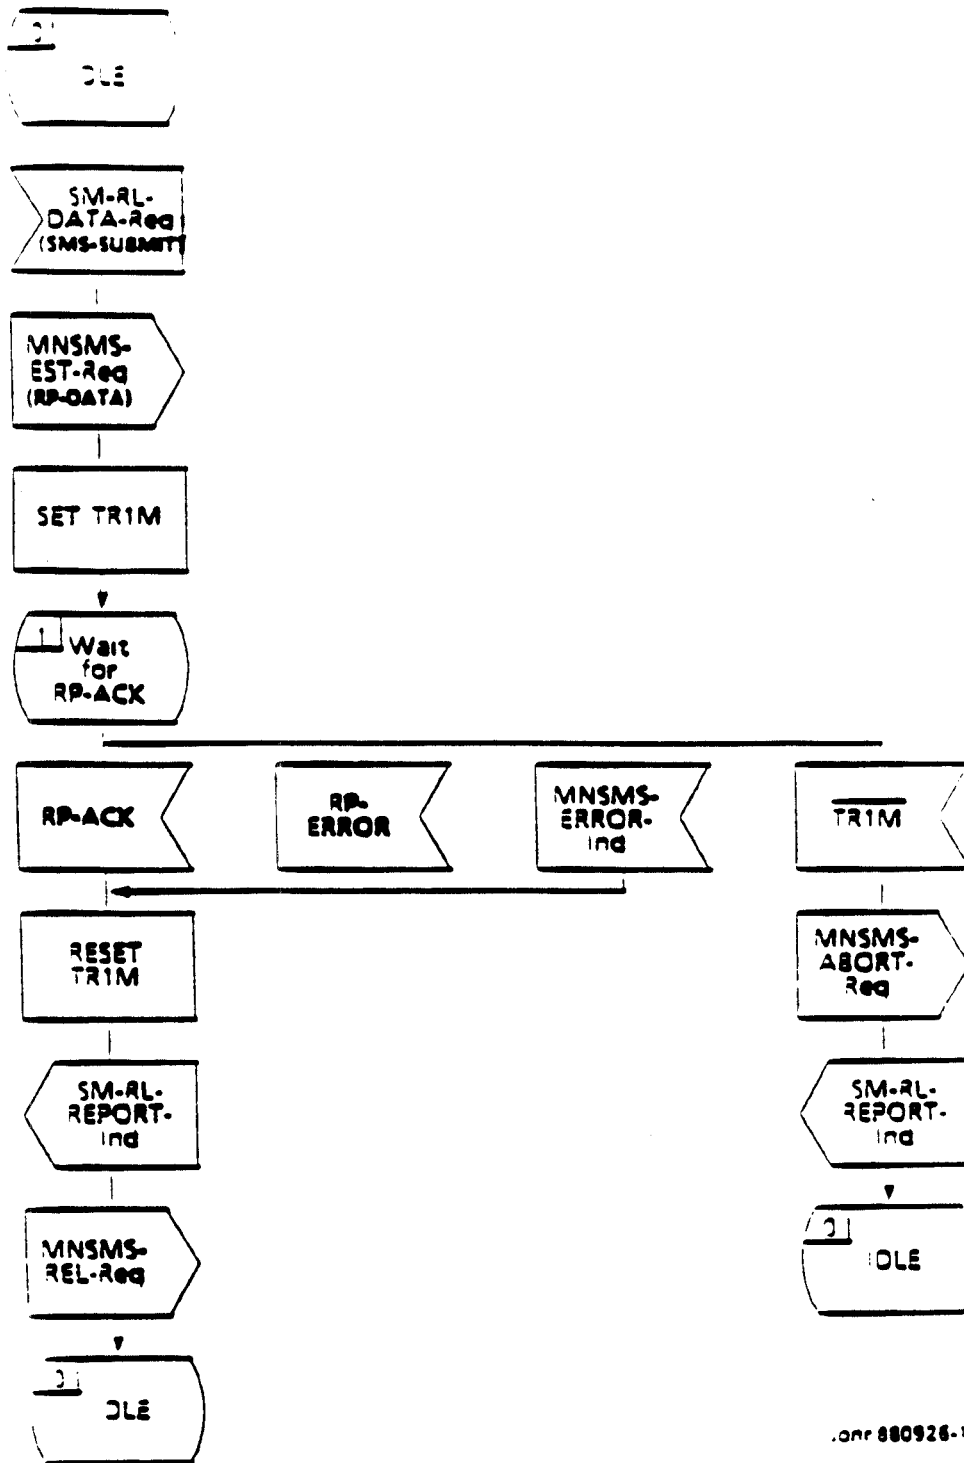 0
IDLE
SM-RL-
DATA-Req
(SMS-SUBMIT)
MNSMS-
EST-Req
(RP-DATA)
SET TR1M
1
Wait
for
RP-ACK
RP-ACK
RP-
ERROR
MNSMS-
ERROR-
Ind
TR1M
RESET
TR1M
MNSMS-
ABORT-
Req
SM-RL-
REPORT-
Ind
SM-RL-
REPORT-
Ind
MNSMS-
REL-Req
0
IDLE
0
IDLE
880926-